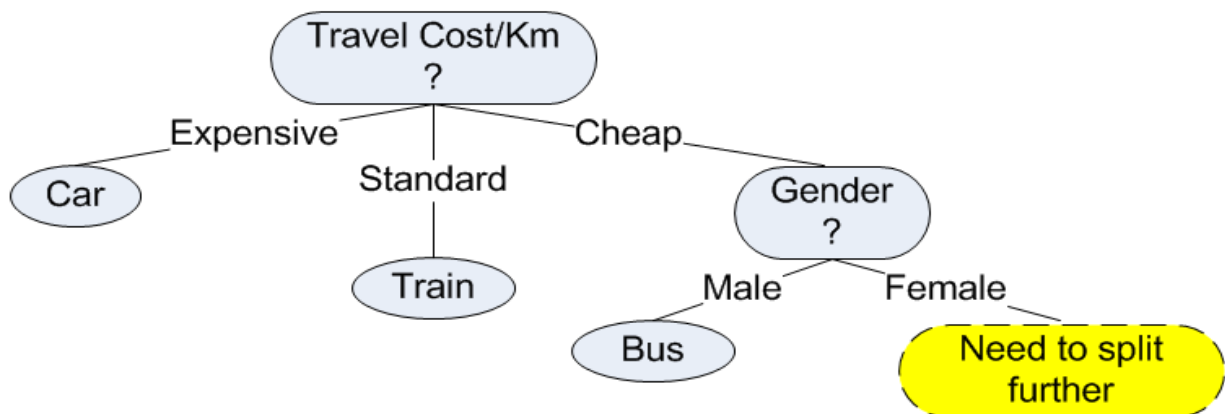 Travel Cost/Km
?
Expensive
Cheap
Standard
Car
Gender
?
Train
Male
Female
Bus
Need to split
further